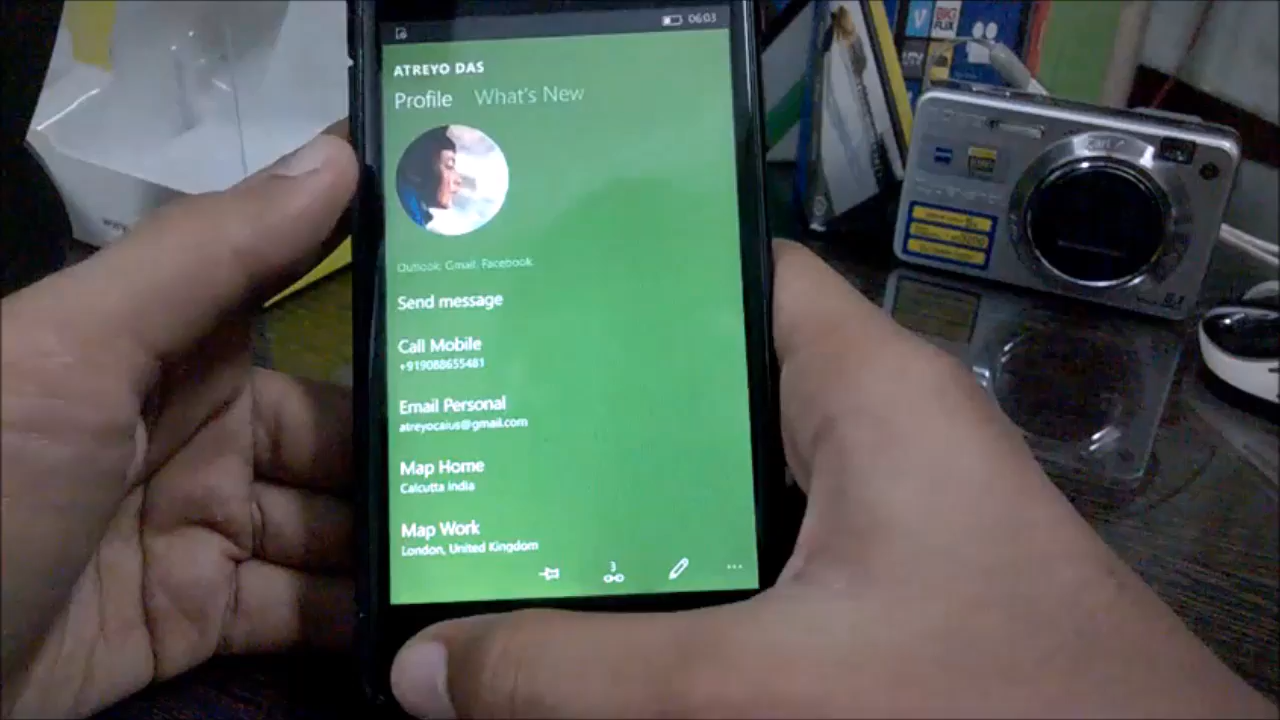 06:03
ATREYO DAS
Profile What's New
Outlook, Gmail, Facebook
Send message
Call Mobile
+919088655481
Email Personal
atreyocaius@gmail.com
Map Home
Calcutta India
Map Work
London, United Kingdom
3